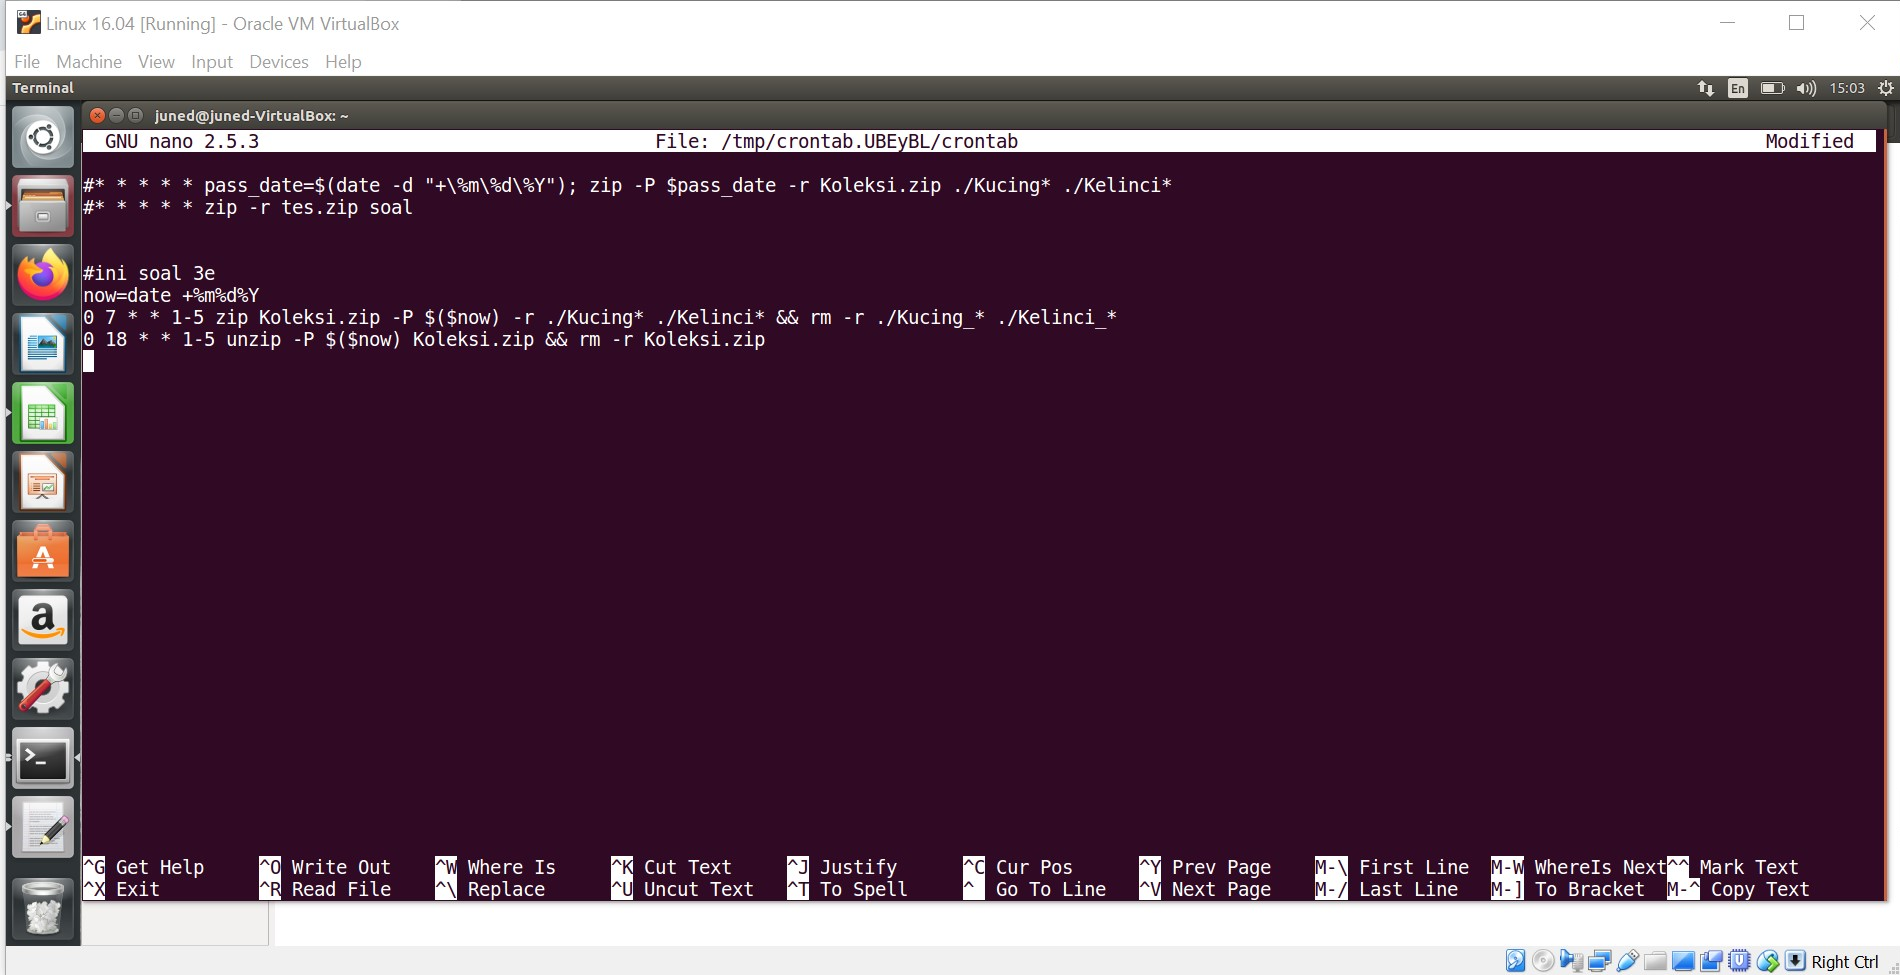 Linux 16.04 [Running] - Oracle VM VirtualBox
File Machine View Input Devices Help
Terminal
En
15:03
juned@juned-VirtualBox: ~
GNU nano 2.5.3 File: /tmp/crontab.UBEyBL/crontab Modified
#* * * * * pass_date=$(date -d "+\%m\%d\%Y"); zip -P $pass_date -r Koleksi.zip ./Kucing* ./Kelinci*
#* * * * * zip -r tes.zip soal
#ini soal 3e
now=date +%m%d%Y
0 7 * * 1-5 zip Koleksi.zip -P $($now) -r ./Kucing* ./Kelinci* && rm -r ./Kucing_* ./Kelinci_*
0 18 * * 1-5 unzip -P $($now) Koleksi.zip && rm -r Koleksi.zip
^G Get Help ^O Write Out ^W Where Is ^K Cut Text ^J Justify ^C Cur Pos ^Y Prev Page M-\ First Line M-W WhereIs Next ^^ Mark Text
^X Exit ^R Read File ^\ Replace ^U Uncut Text ^T To Spell ^_ Go To Line ^V Next Page M-/ Last Line M-] To Bracket M-^ Copy Text
Right Ctrl